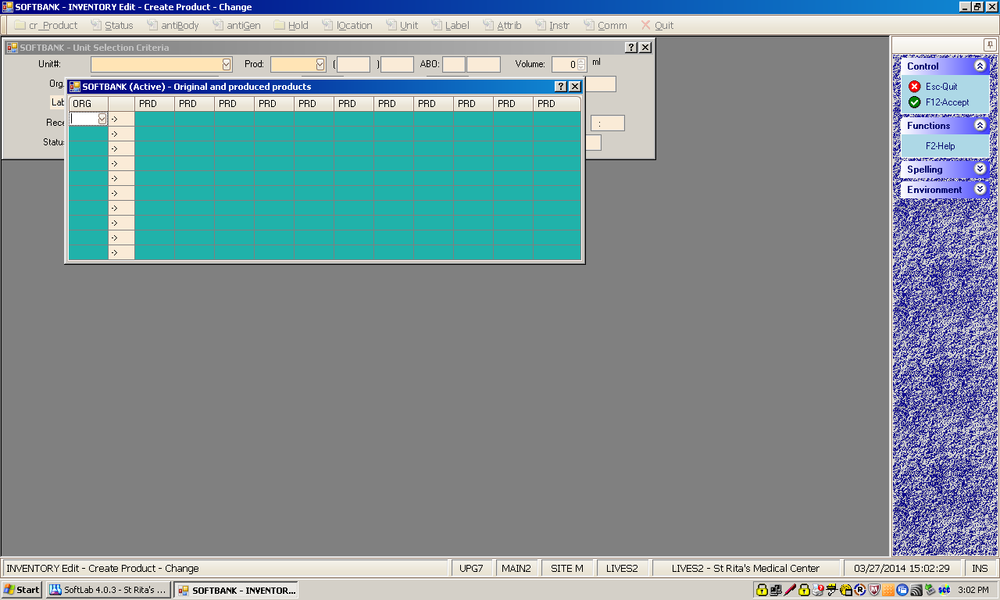 SOFTBANK - INVENTORY Edit - Create Product - Change
cr_Product Status antiBody antiGen Hold lOcation Unit Label Attrib Instr Comm Quit
SOFTBANK - Unit Selection Criteria
Unit#: Prod: ( ) ABO: Volume: 0 ml
Org.
SOFTBANK (Active) - Original and produced products
ORG PRD PRD PRD PRD PRD PRD PRD PRD PRD PRD PRD
Lab
Rece
:
Status
->
->
->
->
->
->
->
->
->
->
Control
Esc-Quit
F12-Accept
Functions
F2-Help
Spelling
Environment
INVENTORY Edit - Create Product - Change UPG7 MAIN2 SITE M LIVES2 LIVES2 - St Rita's Medical Center 03/27/2014 15:02:29 INS
Start SoftLab 4.0.3 - St Rita's ... SOFTBANK - INVENTOR... scc 3:02 PM